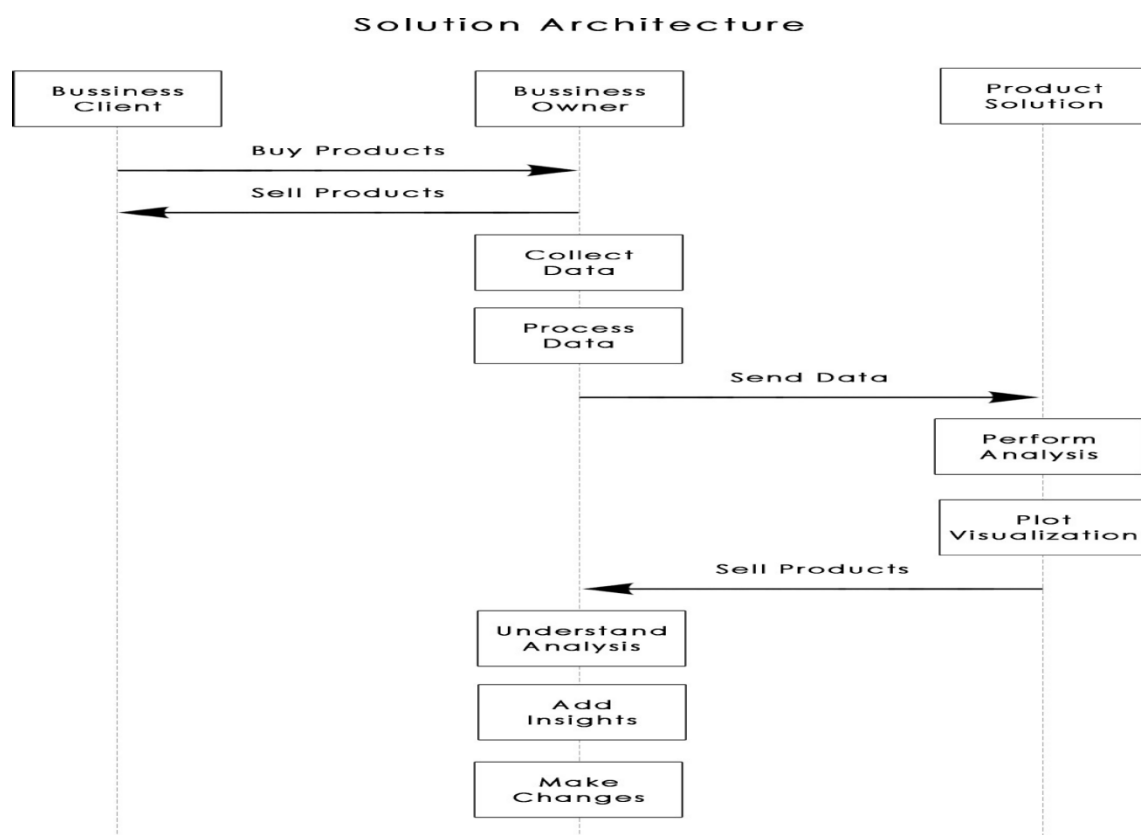 Solution Architecture
Bussiness
Client
Bussiness
Owner
Product
Solution
Buy Products
Sell Products
Collect
Data
Process
Data
Send Data
Perform
Analysis
Plot
Visualization
Sell Products
Understand
Analysis
Add
Insights
Make
Changes